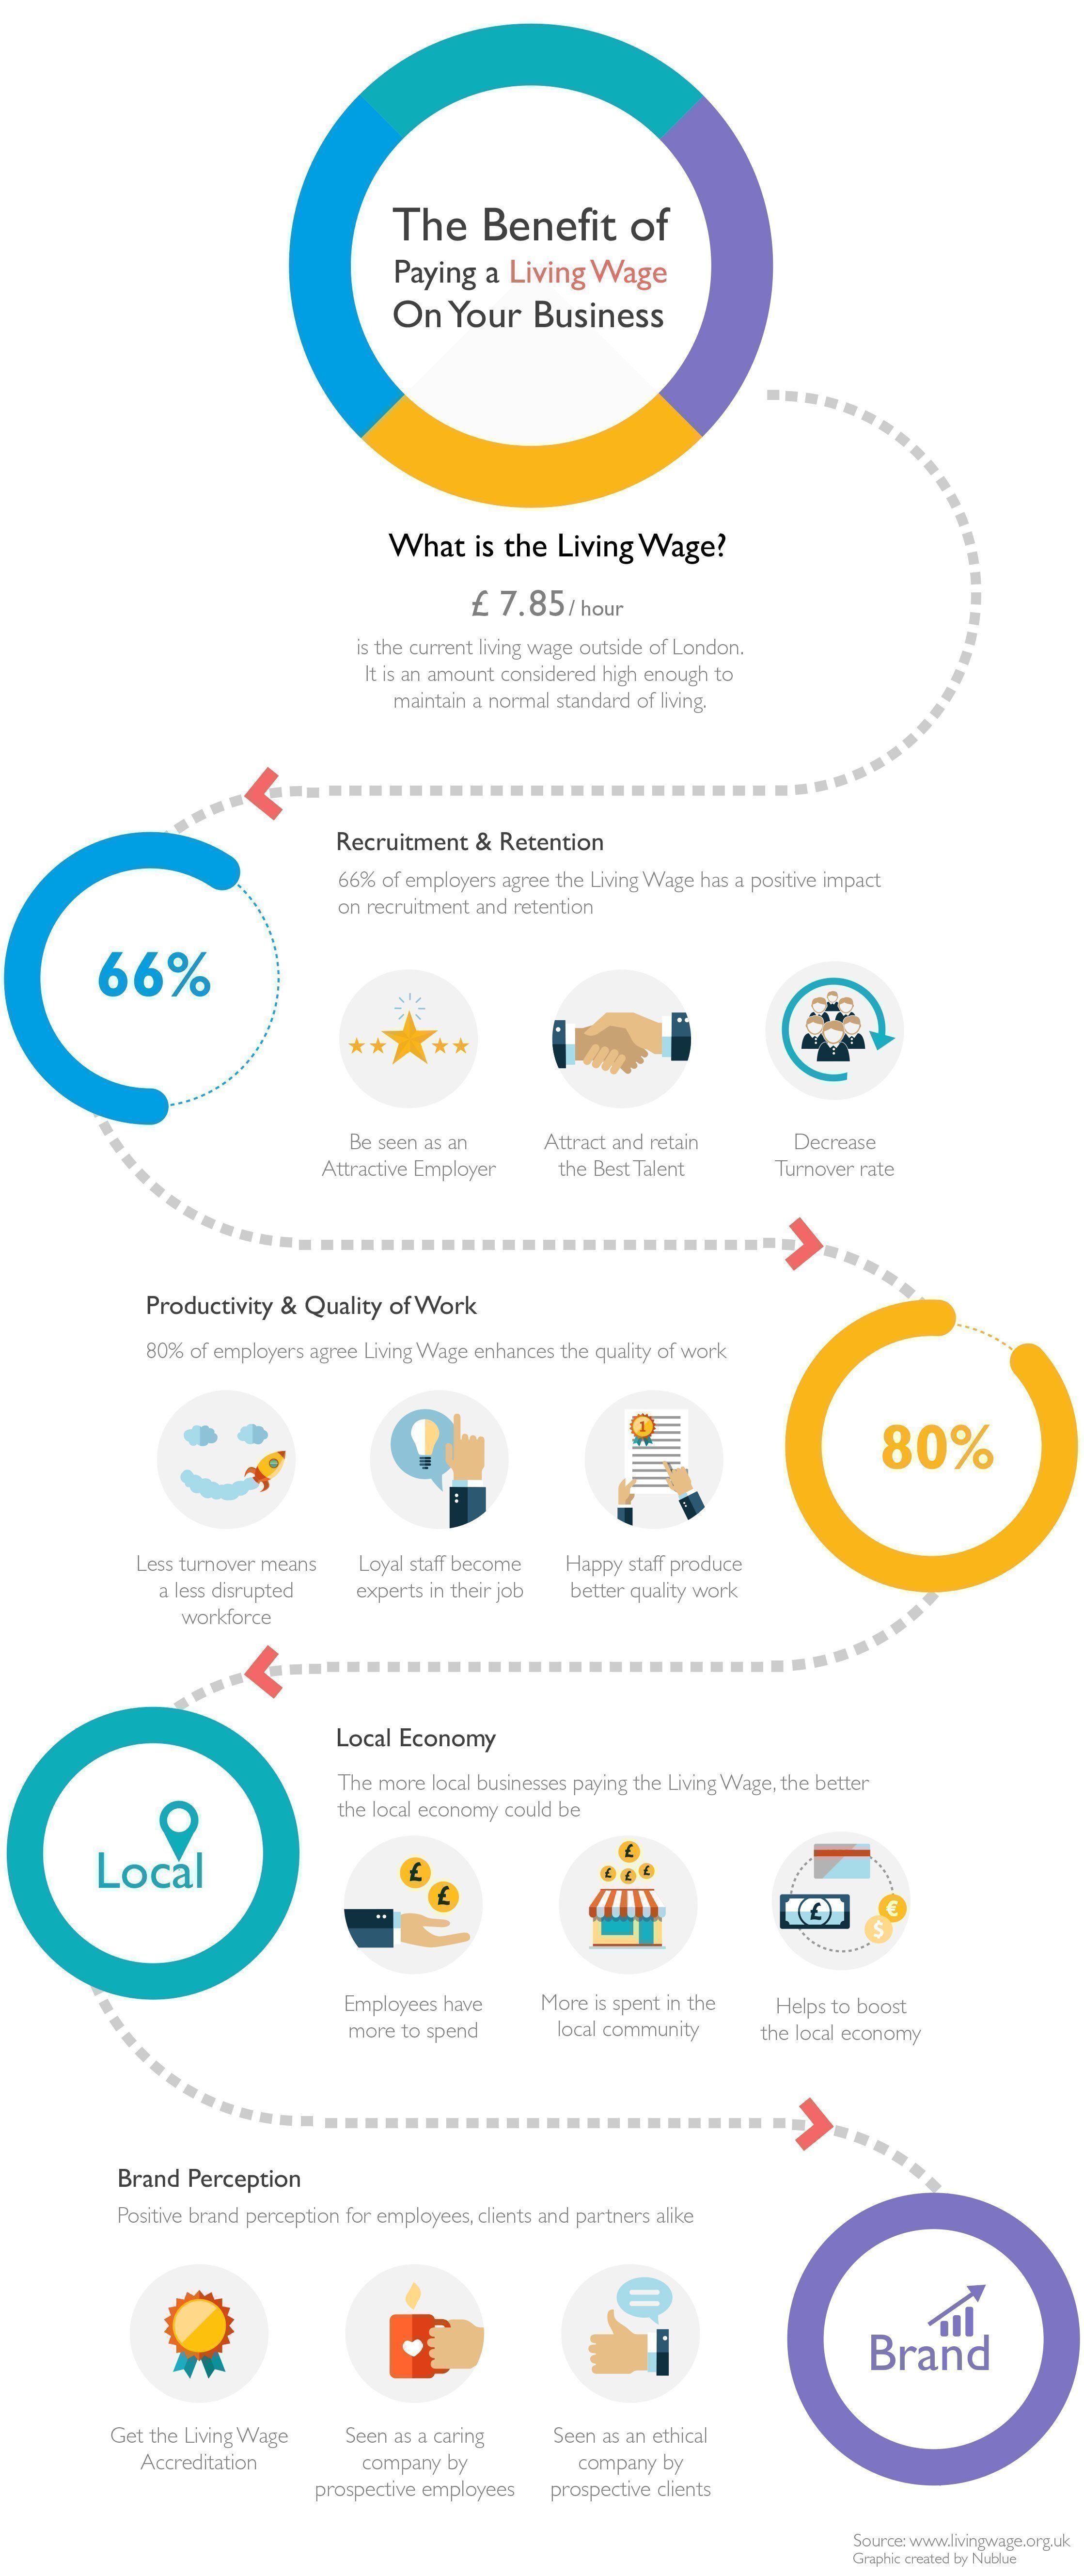 The Benefit of
Paying a Living Wage
On Your Business
What is the Living Wage?
£ 7.85/ hour
is the current living wage outside of London.
It is an amount considered high enough to
maintain a normal standard of living.
66%
Recruitment & Retention
66% of employers agree the Living Wage has a positive impact
on recruitment and retention
Be seen as an
Attractive Employer
Attract and retain
the Best Talent
Decrease
Turnover rate
Productivity & Quality of Work
80% of employers agree Living Wage enhances the quality of work
1
80%
Less turnover means
a less disrupted
workforce
Loyal staff become
experts in their job
Happy staff produce
better quality work
Local
Local Economy
The more local businesses paying the Living Wage, the better
the local economy could be
£
£
£
£ £ £
£
€
$
Employees have
more to spend
More is spent in the
local community
Helps to boost
the local economy
Brand Perception
Positive brand perception for employees, clients and partners alike
Brand
Get the Living Wage
Accreditation
Seen as a caring
company by
prospective employees
Seen as an ethical
company by
prospective clients
Source: www.livingwage.org.uk
Graphic created by Nublue